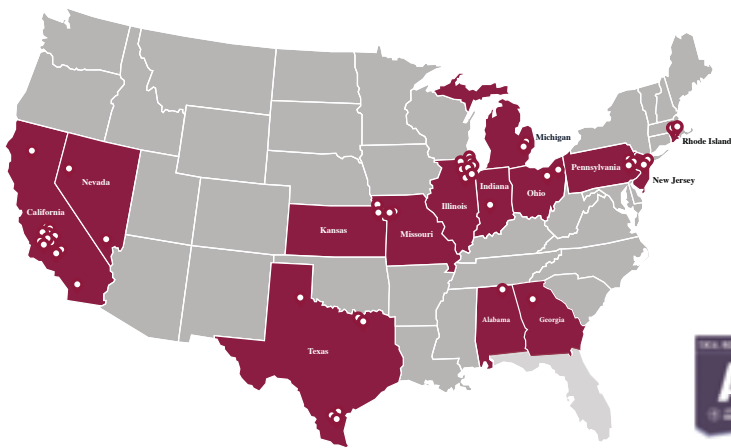 Michigan
Rhode Island
Pennsylvania
Nevada
Indiana
Ohio
New Jersey
California
Illinois
Kansas
Missouri
Alabama
Georgia
Texas